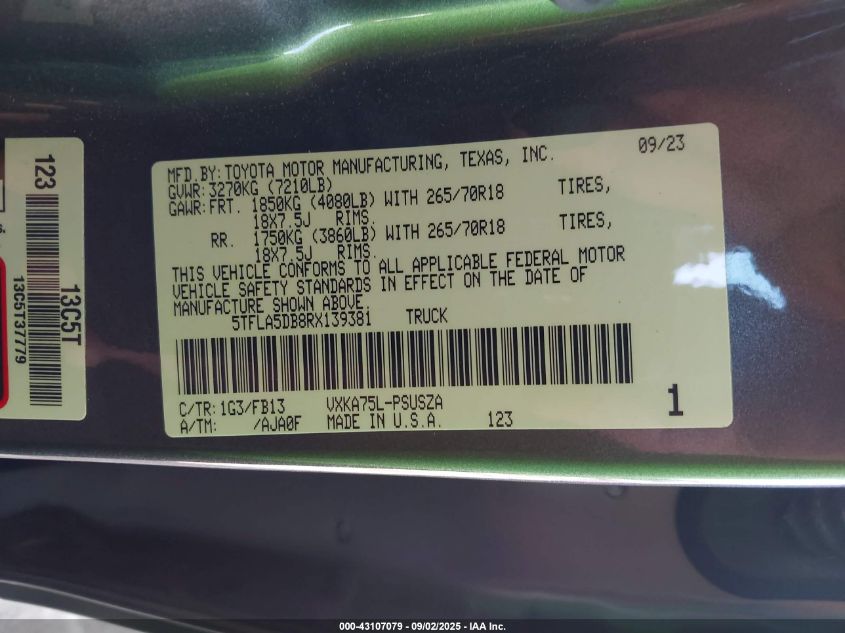 123
13C5T
13C5T37779
MFD.BY: TOYOTA MOTOR MANUFACTURING, TEXAS, INC. 09/23
GVWR: 3270KG (7210LB)
GAWR: FRT. 1850KG (4080LB) WITH 265/70R18 TIRES,
18X7.5J RIMS.
RR. 1750KG (3860LB) WITH 265/70R18 TIRES,
18X7.5J RIMS.
THIS VEHICLE CONFORMS TO ALL APPLICABLE FEDERAL MOTOR
VEHICLE SAFETY STANDARDS IN EFFECT ON THE DATE OF
MANUFACTURE SHOWN ABOVE.
5TFLA5DB8RX139381 TRUCK
C/TR: 1G3/FB13 VXKA75L-PSUSZA
A/TM: /AJA0F MADE IN U.S.A. 123 1
000-43107079 - 09/02/2025 - IAA Inc.